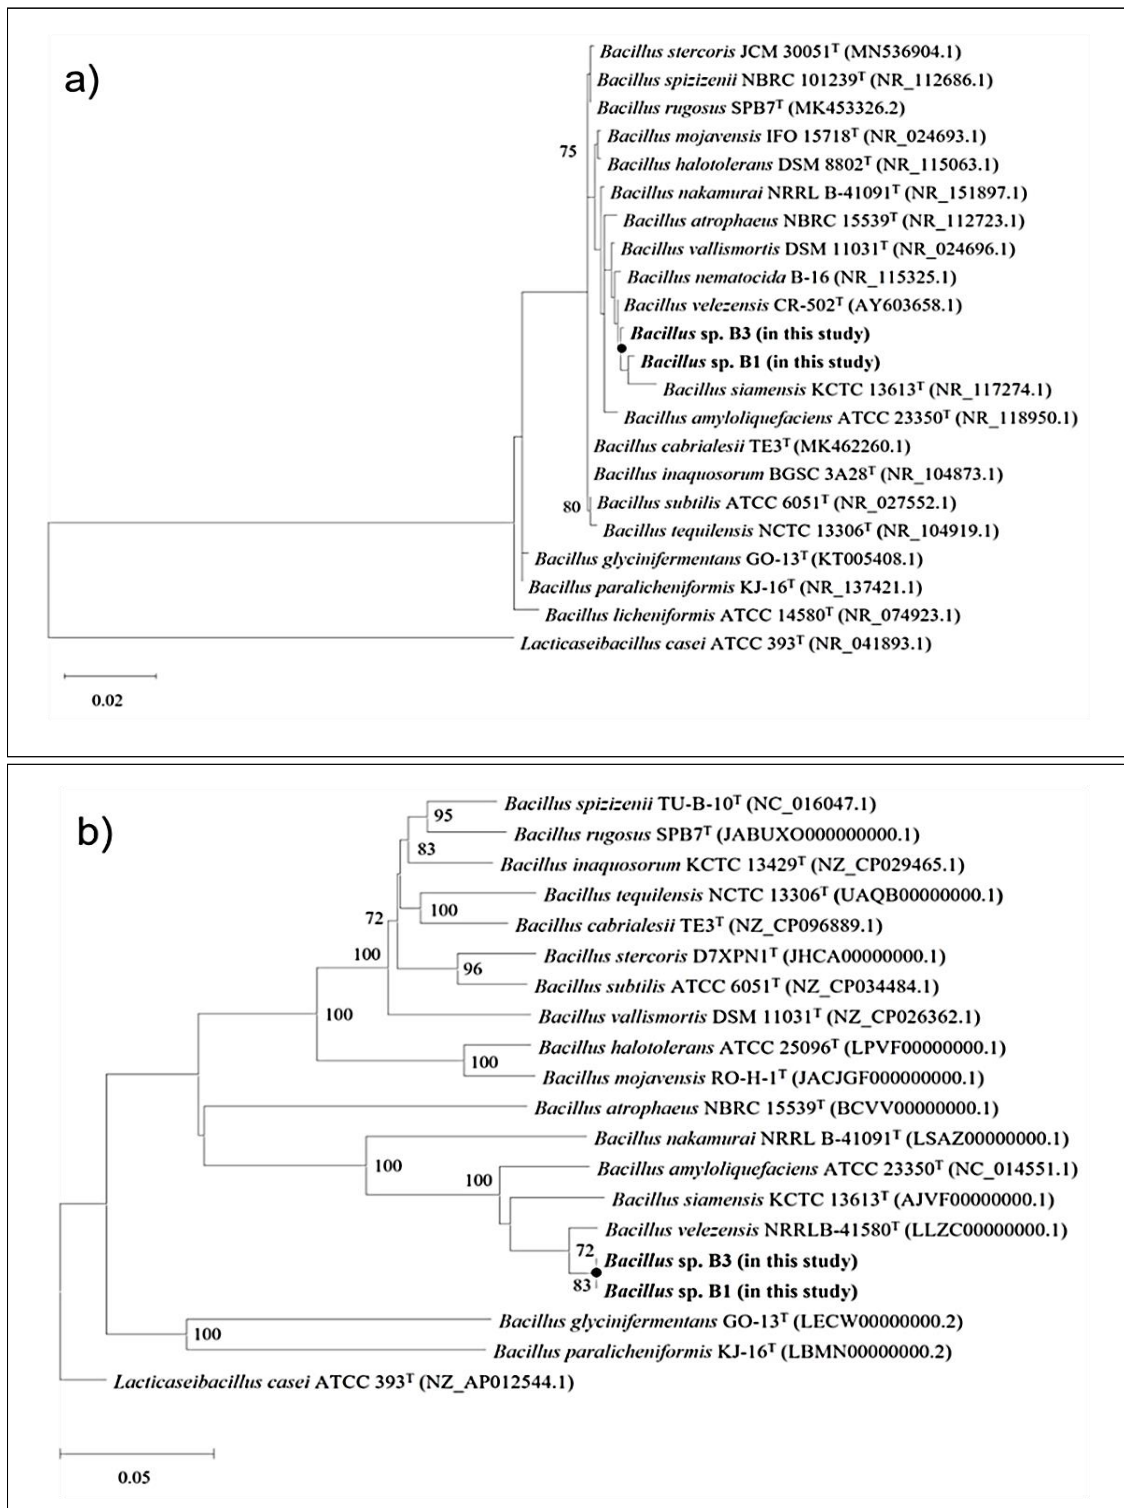 a)
Bacillus stercoris JCM 30051ᵀ (MN536904.1)
Bacillus spizizenii NBRC 101239ᵀ (NR_112686.1)
Bacillus rugosus SPB7ᵀ (MK453326.2)
Bacillus mojavensis IFO 15718ᵀ (NR_024693.1)
75
Bacillus halotolerans DSM 8802ᵀ (NR_115063.1)
Bacillus nakamurai NRRL B-41091ᵀ (NR_151897.1)
Bacillus atrophaeus NBRC 15539ᵀ (NR_112723.1)
Bacillus vallismortis DSM 11031ᵀ (NR_024696.1)
Bacillus nematocida B-16 (NR_115325.1)
Bacillus velezensis CR-502ᵀ (AY603658.1)
Bacillus sp. B3 (in this study)
Bacillus sp. B1 (in this study)
Bacillus siamensis KCTC 13613ᵀ (NR_117274.1)
Bacillus amyloliquefaciens ATCC 23350ᵀ (NR_118950.1)
Bacillus cabrialesii TE3ᵀ (MK462260.1)
Bacillus inaquosorum BGSC 3A28ᵀ (NR_104873.1)
80 Bacillus subtilis ATCC 6051ᵀ (NR_027552.1)
Bacillus tequilensis NCTC 13306ᵀ (NR_104919.1)
Bacillus glycinifermentans GO-13ᵀ (KT005408.1)
Bacillus paralicheniformis KJ-16ᵀ (NR_137421.1)
Bacillus licheniformis ATCC 14580ᵀ (NR_074923.1)
Lacticaseibacillus casei ATCC 393ᵀ (NR_041893.1)
0.02
b)
Bacillus spizizenii TU-B-10ᵀ (NC_016047.1)
95
Bacillus rugosus SPB7ᵀ (JABUXO000000000.1)
83
Bacillus inaquosorum KCTC 13429ᵀ (NZ_CP029465.1)
Bacillus tequilensis NCTC 13306ᵀ (UAQB00000000.1)
100
72
Bacillus cabrialesii TE3ᵀ (NZ_CP096889.1)
100
Bacillus stercoris D7XPN1ᵀ (JHCA00000000.1)
96
Bacillus subtilis ATCC 6051ᵀ (NZ_CP034484.1)
100
Bacillus vallismortis DSM 11031ᵀ (NZ_CP026362.1)
Bacillus halotolerans ATCC 25096ᵀ (LPVF00000000.1)
100
Bacillus mojavensis RO-H-1ᵀ (JACJGF000000000.1)
Bacillus atrophaeus NBRC 15539ᵀ (BCVV00000000.1)
Bacillus nakamurai NRRL B-41091ᵀ (LSAZ00000000.1)
100
Bacillus amyloliquefaciens ATCC 23350ᵀ (NC_014551.1)
100
Bacillus siamensis KCTC 13613ᵀ (AJVF00000000.1)
Bacillus velezensis NRRLB-41580ᵀ (LLZC00000000.1)
72
Bacillus sp. B3 (in this study)
83
Bacillus sp. B1 (in this study)
Bacillus glycinifermentans GO-13ᵀ (LECW00000000.2)
100
Bacillus paralicheniformis KJ-16ᵀ (LBMN00000000.2)
Lacticaseibacillus casei ATCC 393ᵀ (NZ_AP012544.1)
0.05